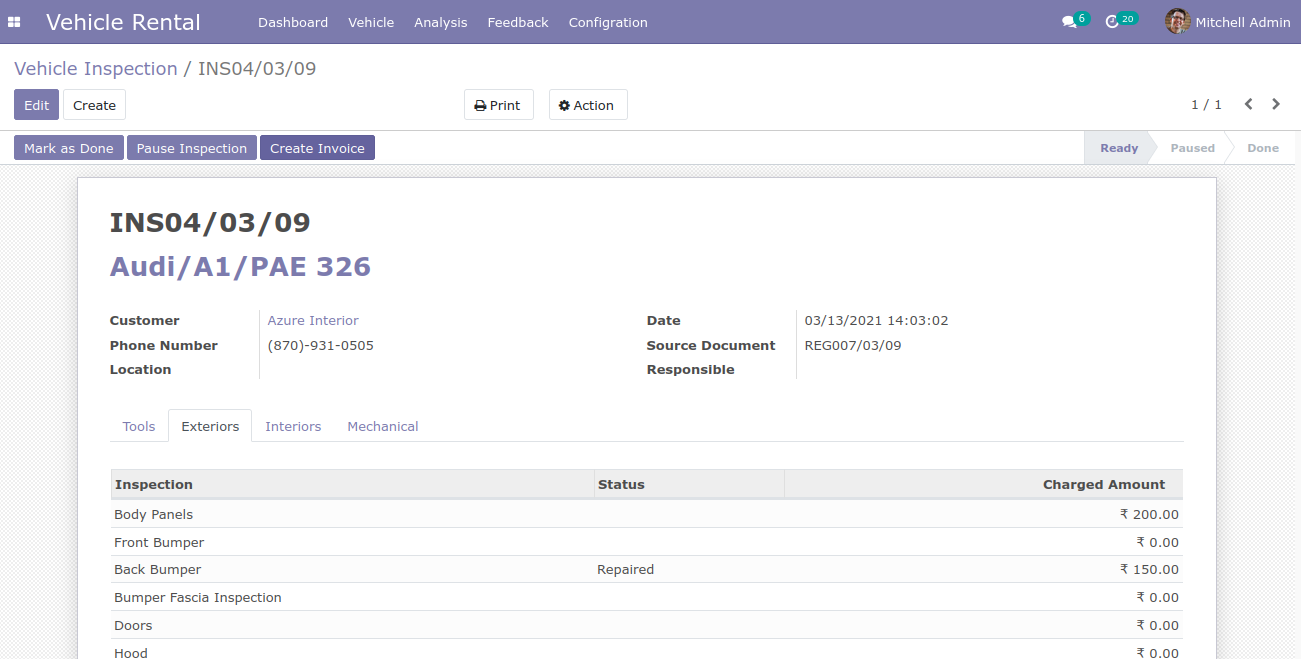 Vehicle Rental Dashboard Vehicle Analysis Feedback Configration 6 20 Mitchell Admin
Vehicle Inspection / INS04/03/09
Edit Create Print Action 1 / 1
Mark as Done Pause Inspection Create Invoice Ready Paused Done
INS04/03/09
Audi/A1/PAE 326
Customer Azure Interior Date 03/13/2021 14:03:02
Phone Number (870)-931-0505 Source Document REG007/03/09
Location Responsible
Tools Exteriors Interiors Mechanical
Inspection Status Charged Amount
Body Panels ₹ 200.00
Front Bumper ₹ 0.00
Back Bumper Repaired ₹ 150.00
Bumper Fascia Inspection ₹ 0.00
Doors ₹ 0.00
Hood ₹ 0.00